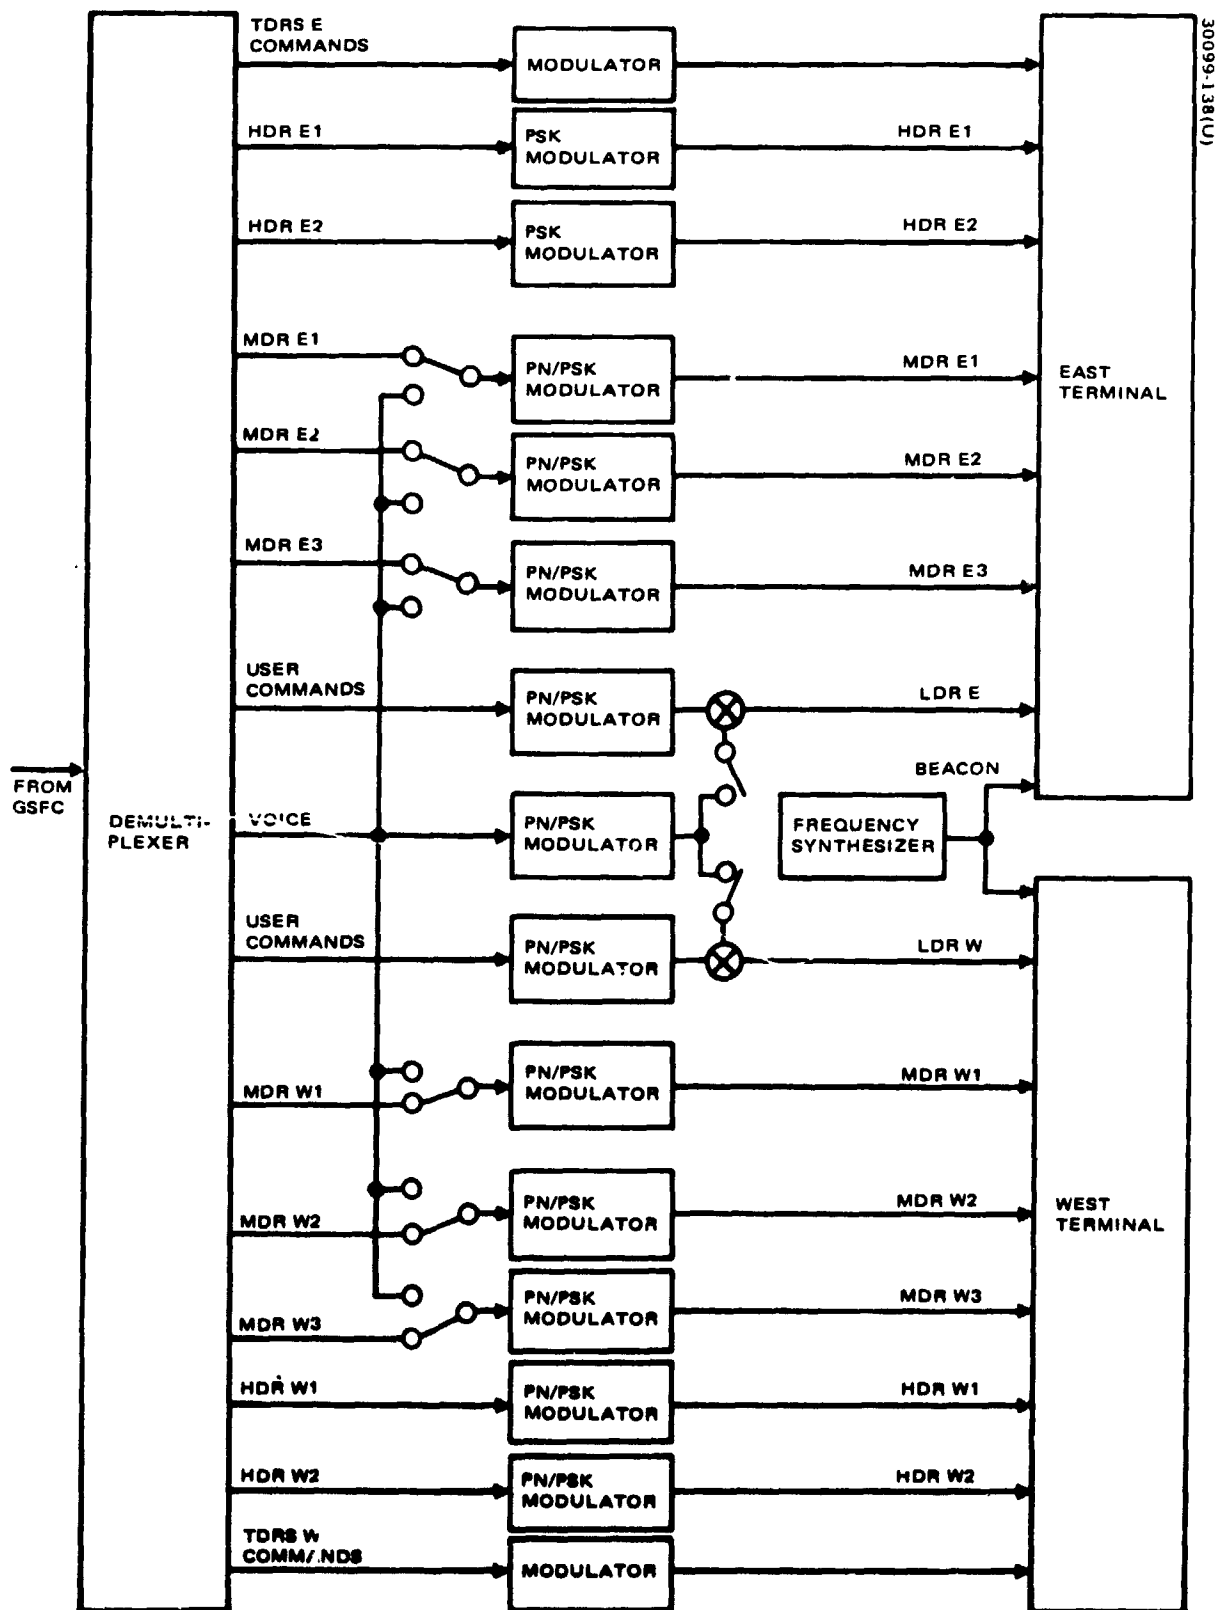 30099-138(U)
TDRS E
COMMANDS
MODULATOR
HDR E1
PSK
MODULATOR
HDR E1
HDR E2
PSK
MODULATOR
HDR E2
MDR E1
PN/PSK
MODULATOR
MDR E1
EAST
TERMINAL
MDR E2
PN/PSK
MODULATOR
MDR E2
MDR E3
PN/PSK
MODULATOR
MDR E3
USER
COMMANDS
PN/PSK
MODULATOR
LDR E
BEACON
FROM
GSFC
DEMULTI-
PLEXER
VOICE
PN/PSK
MODULATOR
FREQUENCY
SYNTHESIZER
USER
COMMANDS
PN/PSK
MODULATOR
LDR W
MDR W1
PN/PSK
MODULATOR
MDR W1
MDR W2
PN/PSK
MODULATOR
MDR W2
WEST
TERMINAL
MDR W3
PN/PSK
MODULATOR
MDR W3
HDR W1
PN/PSK
MODULATOR
HDR W1
HDR W2
PN/PSK
MODULATOR
HDR W2
TDRS W
COMMANDS
MODULATOR